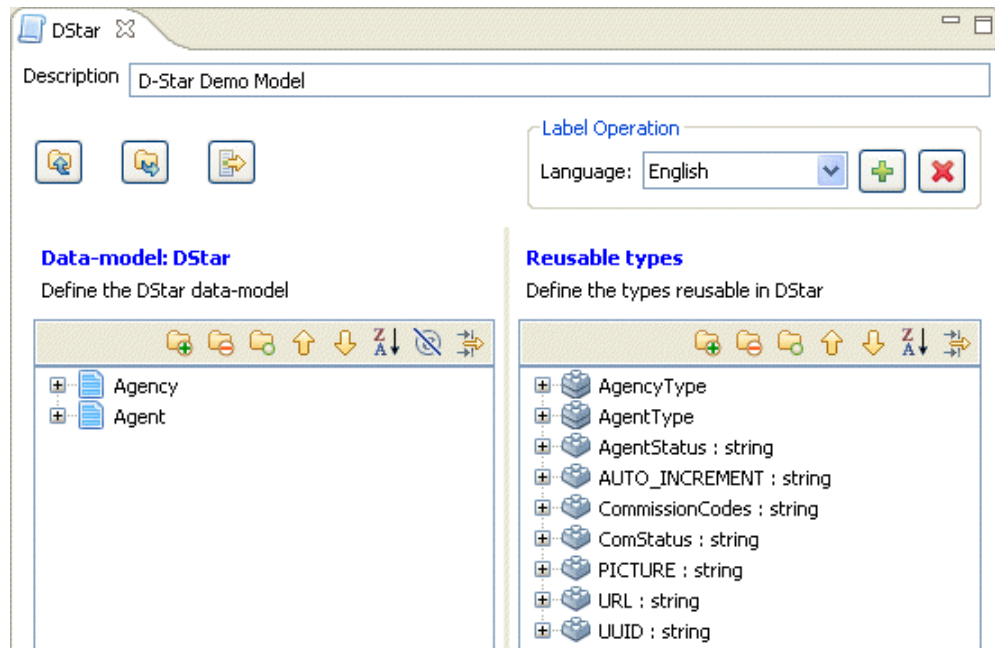 DStar
Description D-Star Demo Model
Label Operation
Language: English
Data-model: DStar
Define the DStar data-model
Z
A
Agency
Agent
Reusable types
Define the types reusable in DStar
Z
A
AgencyType
AgentType
AgentStatus : string
AUTO_INCREMENT : string
CommissionCodes : string
ComStatus : string
PICTURE : string
URL : string
UUID : string